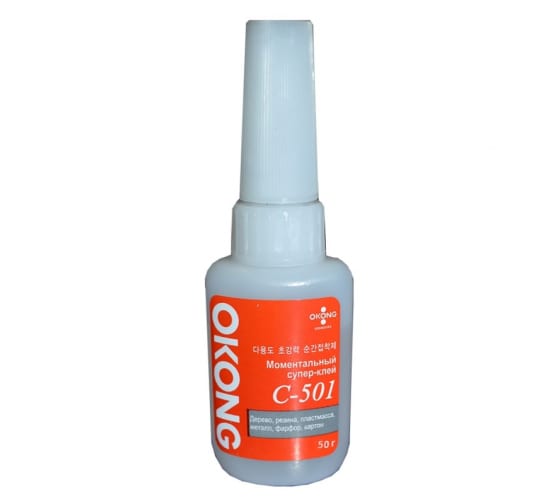 OKONG
OKONG
다용도 초강력 순간접착제
Моментальный
супер-клей
C-501
Дерево, резина, пластмасса,
метало, фарфор, картон
50 г